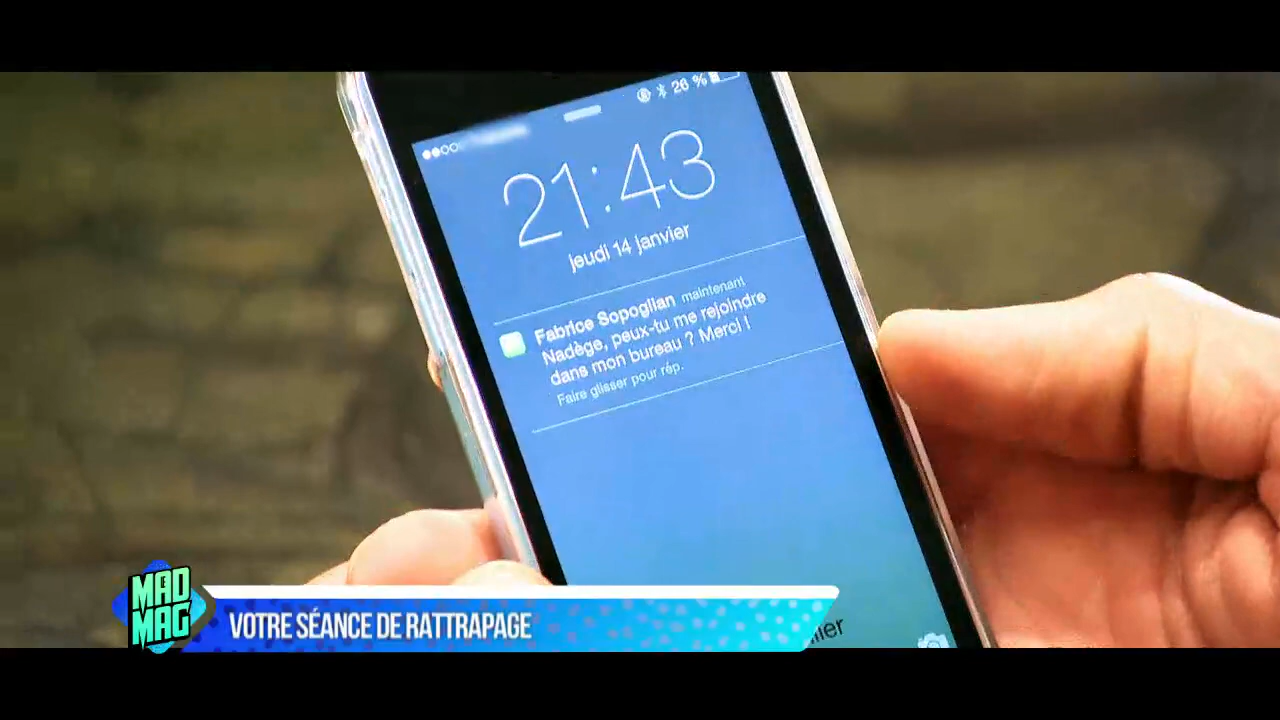 26 %
21:43
jeudi 14 janvier
Fabrice Sopoglian maintenant
Nadège, peux-tu me rejoindre
dans mon bureau ? Merci !
Faire glisser pour rép.
MAD
MAG
VOTRE SÉANCE DE RATTRAPAGE